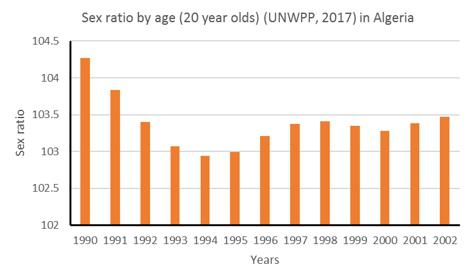 Sex ratio by age (20 year olds) (UNWPP, 2017) in Algeria
104.5
104
103.5
103
102.5
102
Sex ratio
1990 1991 1992 1993 1994 1995 1996 1997 1998 1999 2000 2001 2002
Years